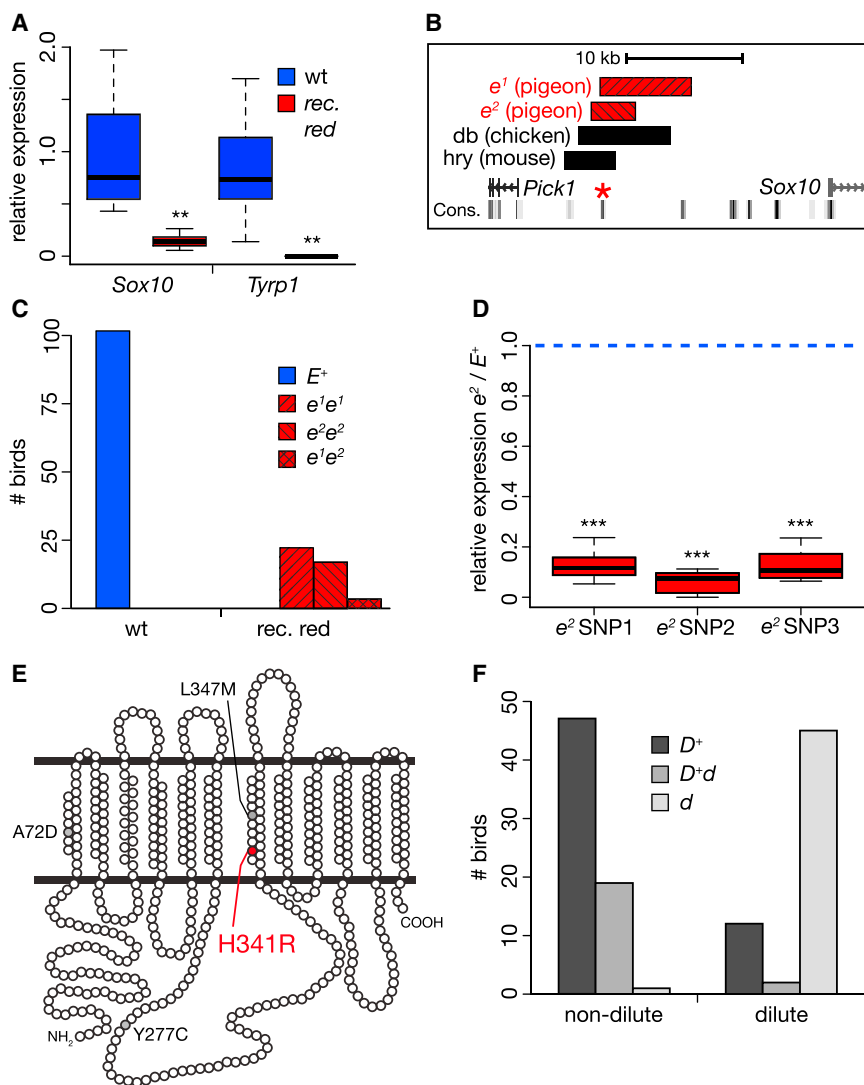 A
relative expression
2.0
1.0
0
wt
rec.
red
**
**
Sox10
Tyrp1
B
10 kb
e1 (pigeon)
e2 (pigeon)
db (chicken)
hry (mouse)
Pick1
*
Sox10
Cons.
C
# birds
100
75
50
25
0
E+
e1e1
e2e2
e1e2
wt
rec. red
D
relative expression e2 / E+
1.0
0.8
0.6
0.4
0.2
0
***
***
***
e2 SNP1
e2 SNP2
e2 SNP3
E
L347M
A72D
H341R
COOH
NH2
Y277C
F
# birds
50
40
30
20
10
0
D+
D+d
d
non-dilute
dilute